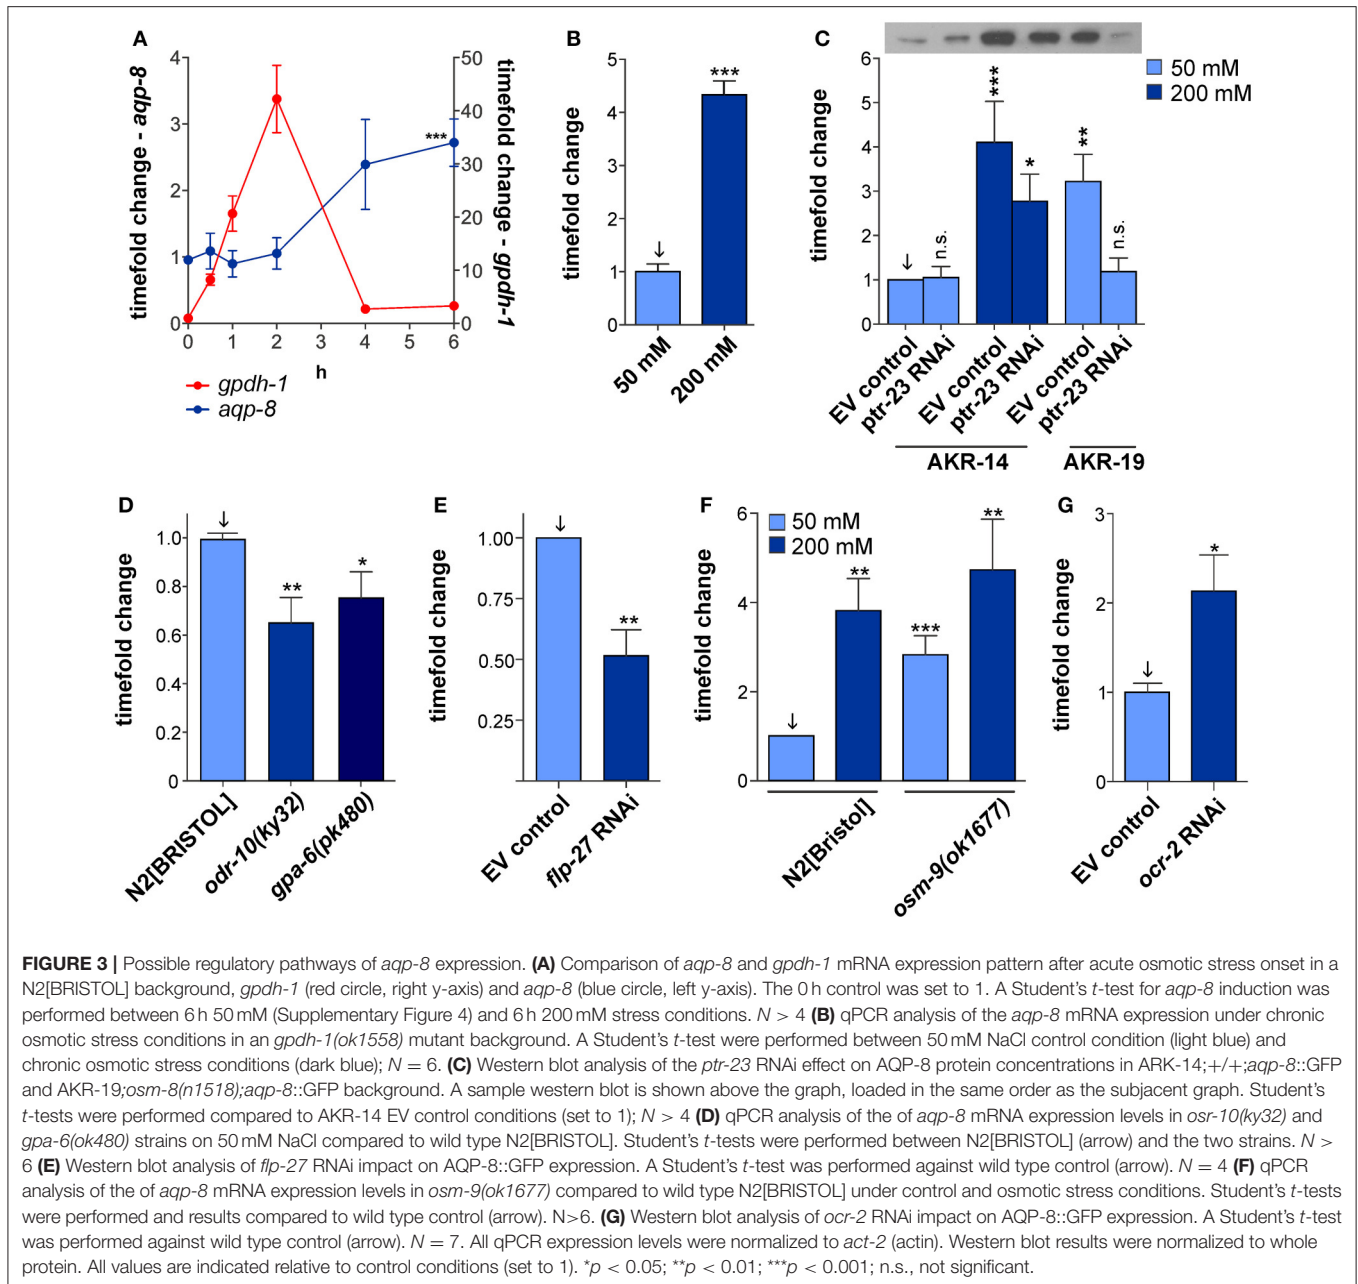 A
timefold change - aqp-8
4
3
2
1
0
50
40
30
20
10
0
timefold change - gpdh-1
0 1 2 3 4 5 6
h
***
gpdh-1
aqp-8
B
timefold change
5
4
3
2
1
0
↓
***
50 mM
200 mM
C
timefold change
6
5
4
3
2
1
0
↓
n.s.
***
*
**
n.s.
50 mM
200 mM
EV control
ptr-23 RNAi
EV control
ptr-23 RNAi
EV control
ptr-23 RNAi
AKR-14
AKR-19
D
timefold change
1.0
0.8
0.6
0.4
0.2
0
↓
**
*
N2[BRISTOL]
odr-10(ky32)
gpa-6(pk480)
E
timefold change
1.00
0.75
0.50
0.25
↓
**
EV control
flp-27 RNAi
F
timefold change
6
4
2
0
50 mM
200 mM
↓
**
***
**
N2[Bristol]
osm-9(ok1677)
G
timefold change
3
2
1
0
↓
*
EV control
ocr-2 RNAi
FIGURE 3 | Possible regulatory pathways of aqp-8 expression. (A) Comparison of aqp-8 and gpdh-1 mRNA expression pattern after acute osmotic stress onset in a
N2[BRISTOL] background, gpdh-1 (red circle, right y-axis) and aqp-8 (blue circle, left y-axis). The 0 h control was set to 1. A Student's t-test for aqp-8 induction was
performed between 6 h 50 mM (Supplementary Figure 4) and 6 h 200 mM stress conditions. N > 4 (B) qPCR analysis of the aqp-8 mRNA expression under chronic
osmotic stress conditions in an gpdh-1(ok1558) mutant background. A Student's t-test were performed between 50 mM NaCl control condition (light blue) and
chronic osmotic stress conditions (dark blue); N = 6. (C) Western blot analysis of the ptr-23 RNAi effect on AQP-8 protein concentrations in ARK-14;+/+;aqp-8::GFP
and AKR-19;osm-8(n1518);aqp-8::GFP background. A sample western blot is shown above the graph, loaded in the same order as the subjacent graph. Student's
t-tests were performed compared to AKR-14 EV control conditions (set to 1); N > 4 (D) qPCR analysis of the of aqp-8 mRNA expression levels in osr-10(ky32) and
gpa-6(ok480) strains on 50 mM NaCl compared to wild type N2[BRISTOL]. Student's t-tests were performed between N2[BRISTOL] (arrow) and the two strains. N >
6 (E) Western blot analysis of flp-27 RNAi impact on AQP-8::GFP expression. A Student's t-test was performed against wild type control (arrow). N = 4 (F) qPCR
analysis of the of aqp-8 mRNA expression levels in osm-9(ok1677) compared to wild type N2[BRISTOL] under control and osmotic stress conditions. Student's t-tests
were performed and results compared to wild type control (arrow). N>6. (G) Western blot analysis of ocr-2 RNAi impact on AQP-8::GFP expression. A Student's t-test
was performed against wild type control (arrow). N = 7. All qPCR expression levels were normalized to act-2 (actin). Western blot results were normalized to whole
protein. All values are indicated relative to control conditions (set to 1). *p < 0.05; **p < 0.01; ***p < 0.001; n.s., not significant.